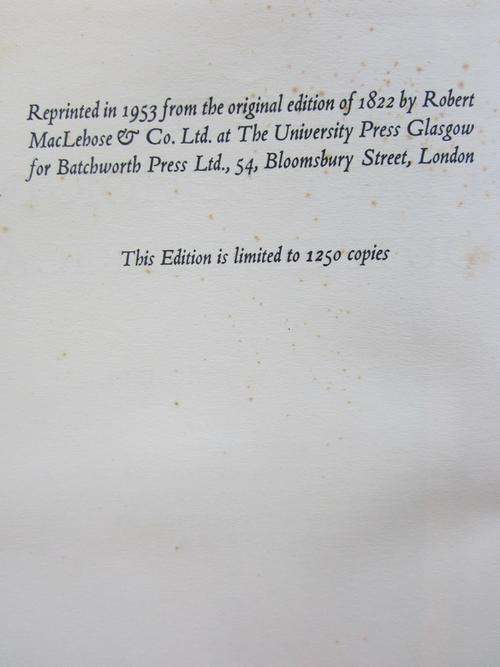 Reprinted in 1953 from the original edition of 1822 by Robert
MacLehose & Co. Ltd. at The University Press Glasgow
for Batchworth Press Ltd., 54, Bloomsbury Street, London
This Edition is limited to 1250 copies